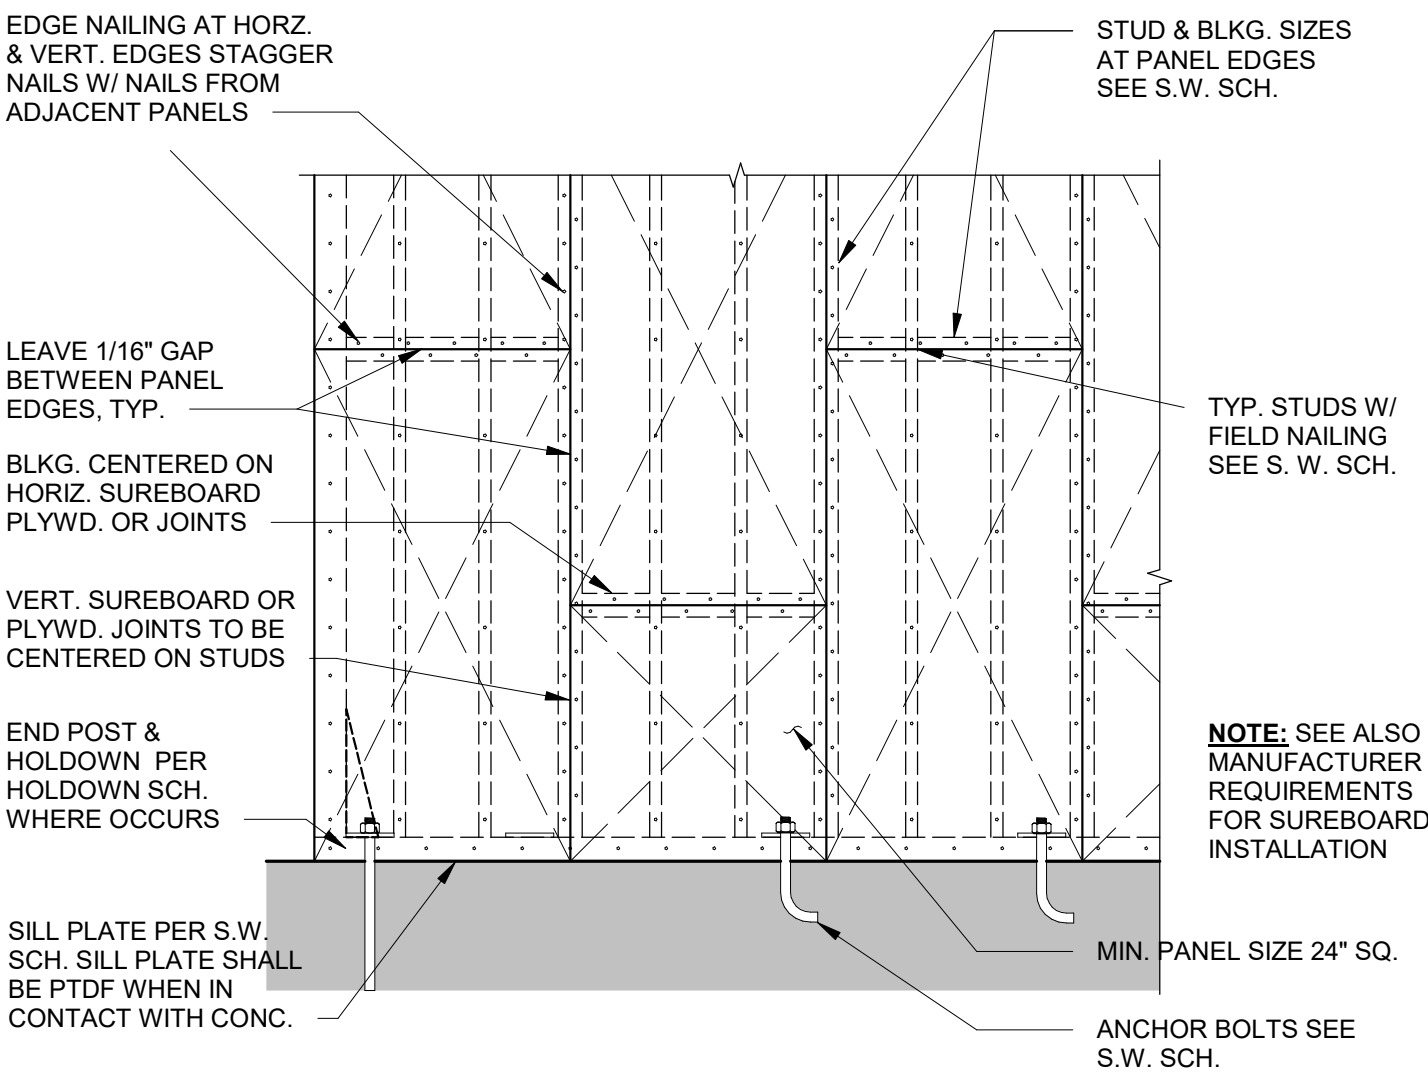 EDGE NAILING AT HORZ.
& VERT. EDGES STAGGER
NAILS W/ NAILS FROM
ADJACENT PANELS
STUD & BLKG. SIZES
AT PANEL EDGES
SEE S.W. SCH.
LEAVE 1/16" GAP
BETWEEN PANEL
EDGES, TYP.
TYP. STUDS W/
FIELD NAILING
SEE S. W. SCH.
BLKG. CENTERED ON
HORIZ. SUREBOARD
PLYWD. OR JOINTS
VERT. SUREBOARD OR
PLYWD. JOINTS TO BE
CENTERED ON STUDS
END POST &
HOLDOWN PER
HOLDOWN SCH.
WHERE OCCURS
NOTE: SEE ALSO
MANUFACTURER
REQUIREMENTS
FOR SUREBOARD
INSTALLATION
SILL PLATE PER S.W.
SCH. SILL PLATE SHALL
BE PTDF WHEN IN
CONTACT WITH CONC.
MIN. PANEL SIZE 24" SQ.
ANCHOR BOLTS SEE
S.W. SCH.